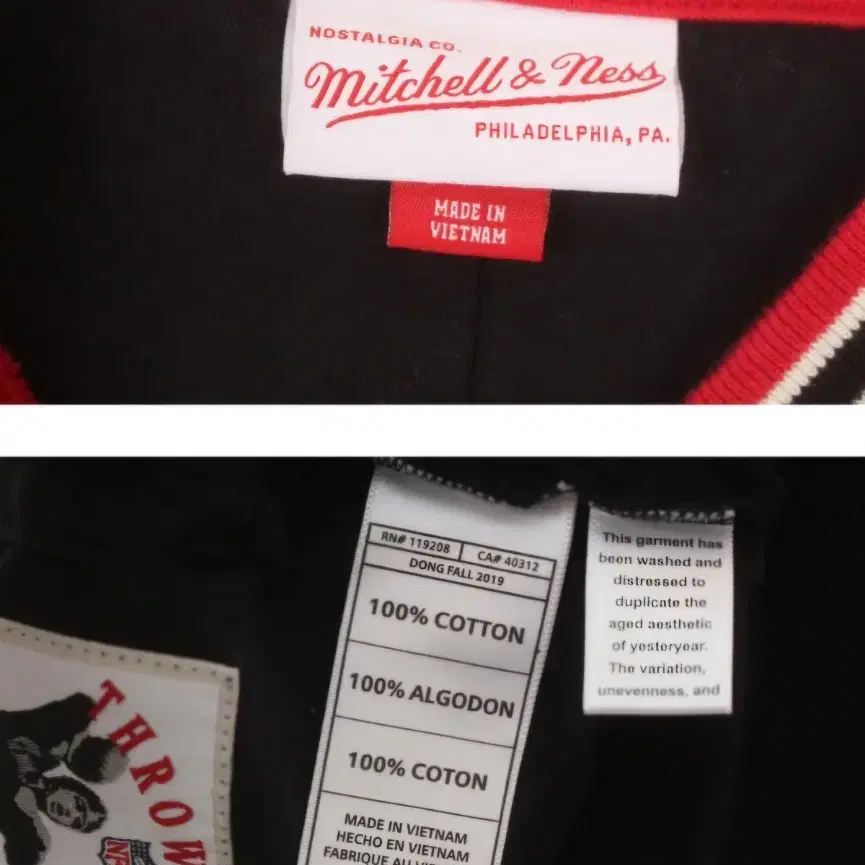 NOSTALGIA CO.
Mitchell & Ness
PHILADELPHIA, PA.
MADE IN
VIETNAM
RN# 119208 CA# 40312
DONG FALL 2019
100% COTTON
100% ALGODON
100% COTON
MADE IN VIETNAM
HECHO EN VIETNAM
FABRIQUE AU
This garment has
been washed and
distressed to
duplicate the
aged aesthetic
of yesteryear.
The variation,
unevenness, and
THROW